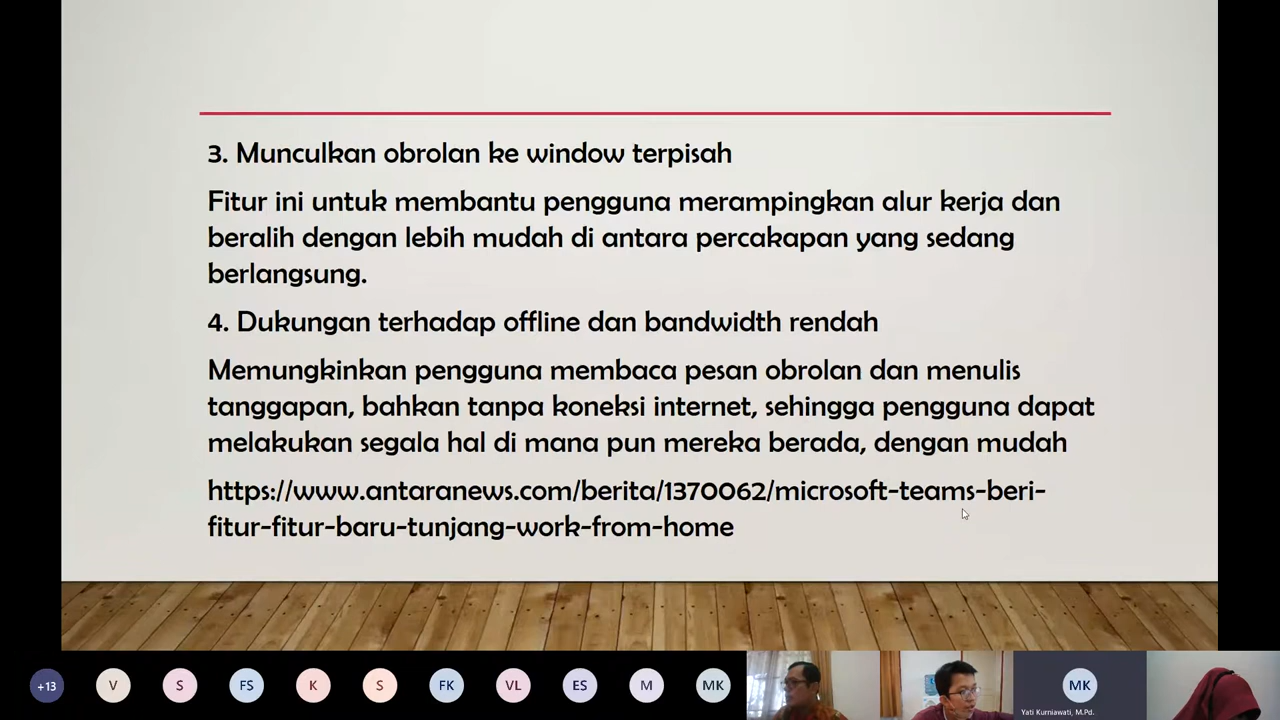 3. Munculkan obrolan ke window terpisah
Fitur ini untuk membantu pengguna merampingkan alur kerja dan
beralih dengan lebih mudah di antara percakapan yang sedang
berlangsung.
4. Dukungan terhadap offline dan bandwidth rendah
Memungkinkan pengguna membaca pesan obrolan dan menulis
tanggapan, bahkan tanpa koneksi internet, sehingga pengguna dapat
melakukan segala hal di mana pun mereka berada, dengan mudah
https://www.antaranews.com/berita/1370062/microsoft-teams-beri-
fitur-fitur-baru-tunjang-work-from-home
+13 V S FS K S FK VL ES M MK MK
Yati Kurniawati, M.Pd.